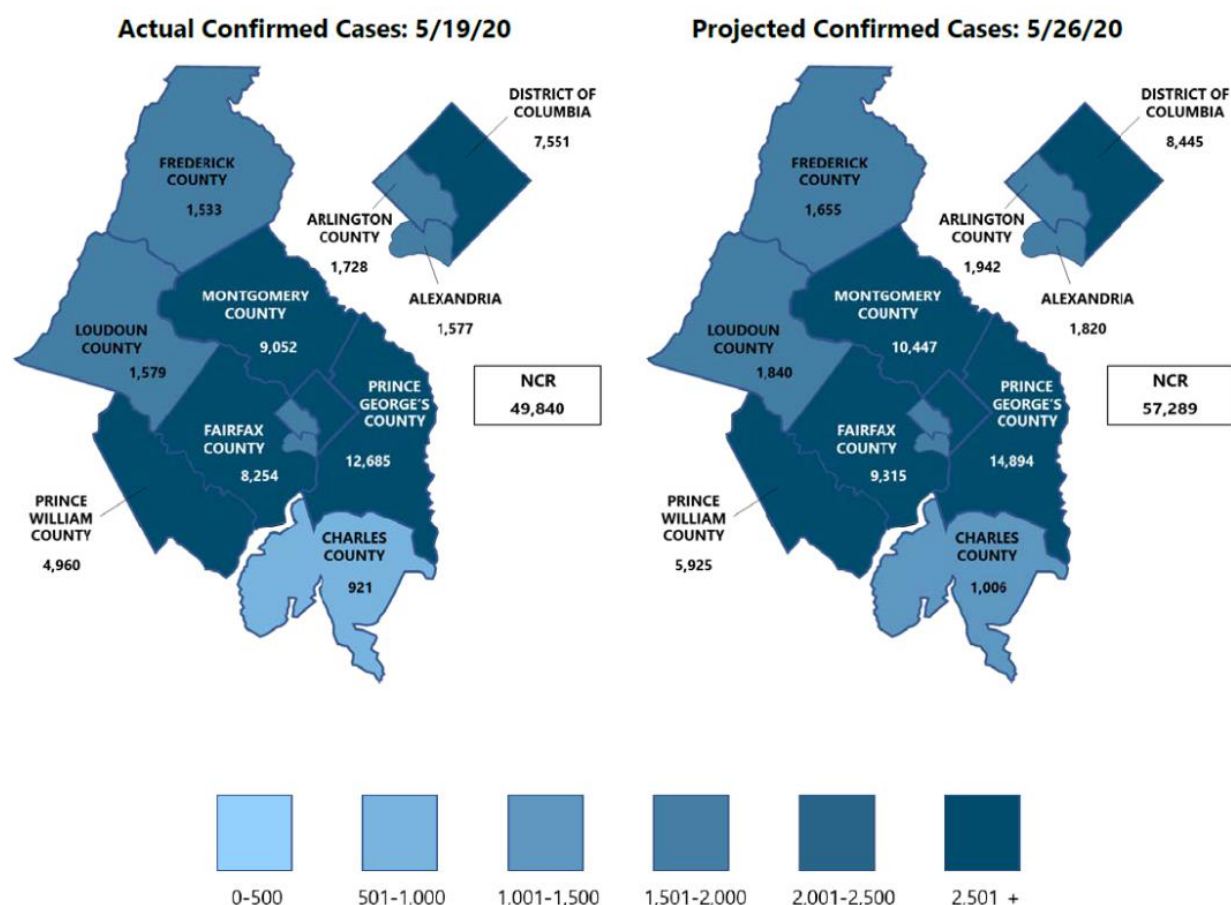 Actual Confirmed Cases: 5/19/20
DISTRICT OF
COLUMBIA
7,551
FREDERICK
COUNTY
1,533
ARLINGTON
COUNTY
1,728
ALEXANDRIA
1,577
MONTGOMERY
COUNTY
9,052
LOUDOUN
COUNTY
1,579
NCR
49,840
PRINCE
GEORGE'S
COUNTY
12,685
FAIRFAX
COUNTY
8,254
PRINCE
WILLIAM
COUNTY
4,960
CHARLES
COUNTY
921
Projected Confirmed Cases: 5/26/20
DISTRICT OF
COLUMBIA
8,445
FREDERICK
COUNTY
1,655
ARLINGTON
COUNTY
1,942
ALEXANDRIA
1,820
MONTGOMERY
COUNTY
10,447
LOUDOUN
COUNTY
1,840
NCR
57,289
PRINCE
GEORGE'S
COUNTY
14,894
FAIRFAX
COUNTY
9,315
PRINCE
WILLIAM
COUNTY
5,925
CHARLES
COUNTY
1,006
0-500
501-1,000
1,001-1,500
1,501-2,000
2,001-2,500
2,501 +